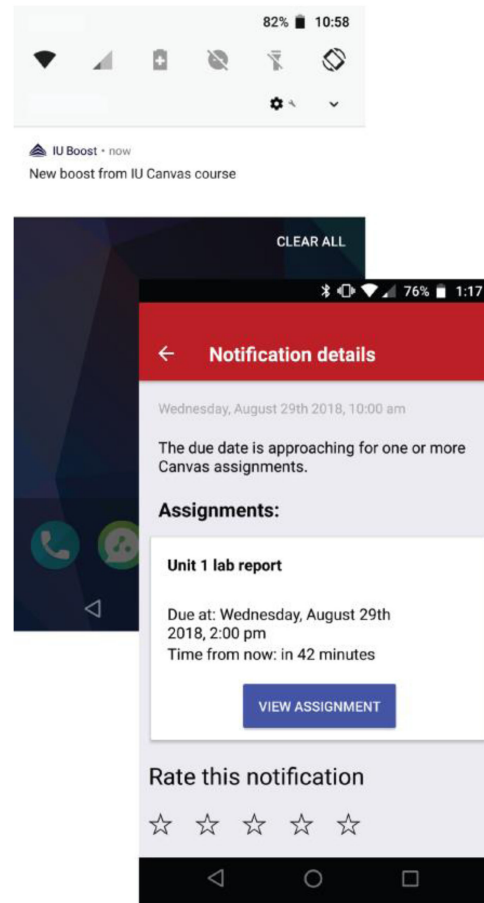 82% 10:58
IU Boost • now
New boost from IU Canvas course
CLEAR ALL
76% 1:17
Notification details
Wednesday, August 29th 2018, 10:00 am
The due date is approaching for one or more
Canvas assignments.
Assignments:
Unit 1 lab report
Due at: Wednesday, August 29th
2018, 2:00 pm
Time from now: in 42 minutes
VIEW ASSIGNMENT
Rate this notification